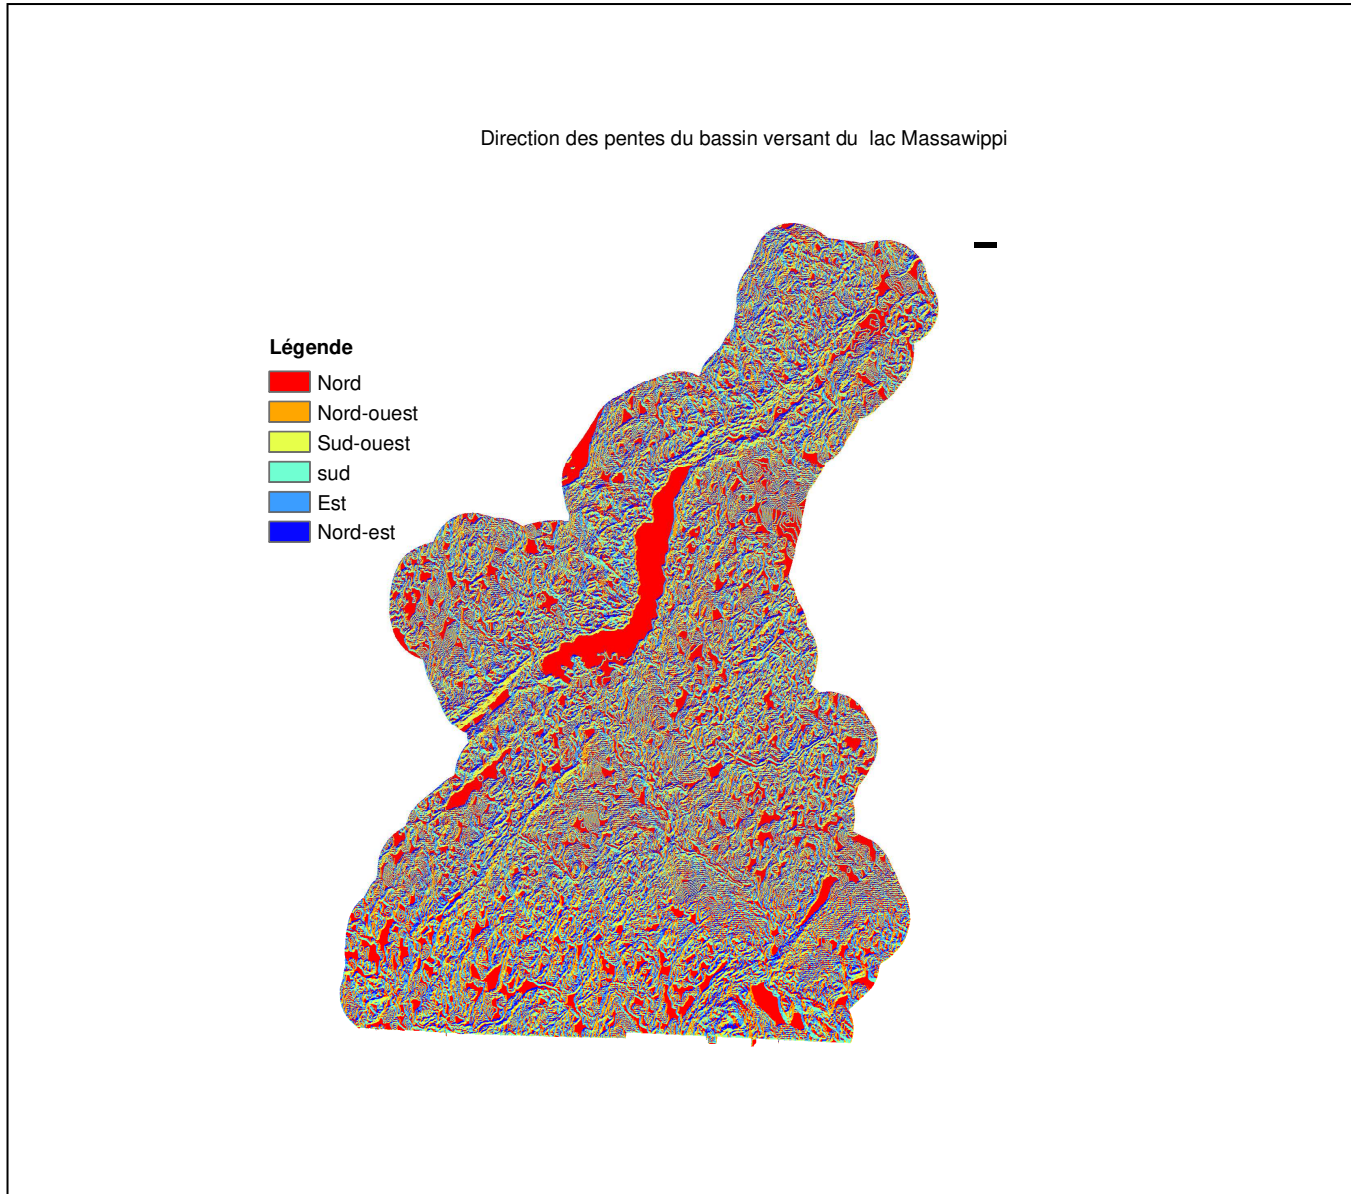 Direction des pentes du bassin versant du  lac Massawippi
Légende
Nord
Nord-ouest
Sud-ouest
sud
Est
Nord-est